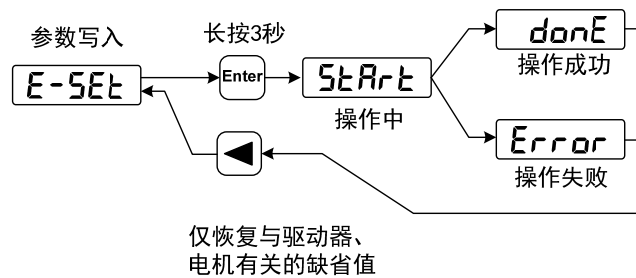 参数写入
长按3秒
E-SEt
Enter
StArt
操作中
donE
操作成功
Error
操作失败
仅恢复与驱动器、
电机有关的缺省值